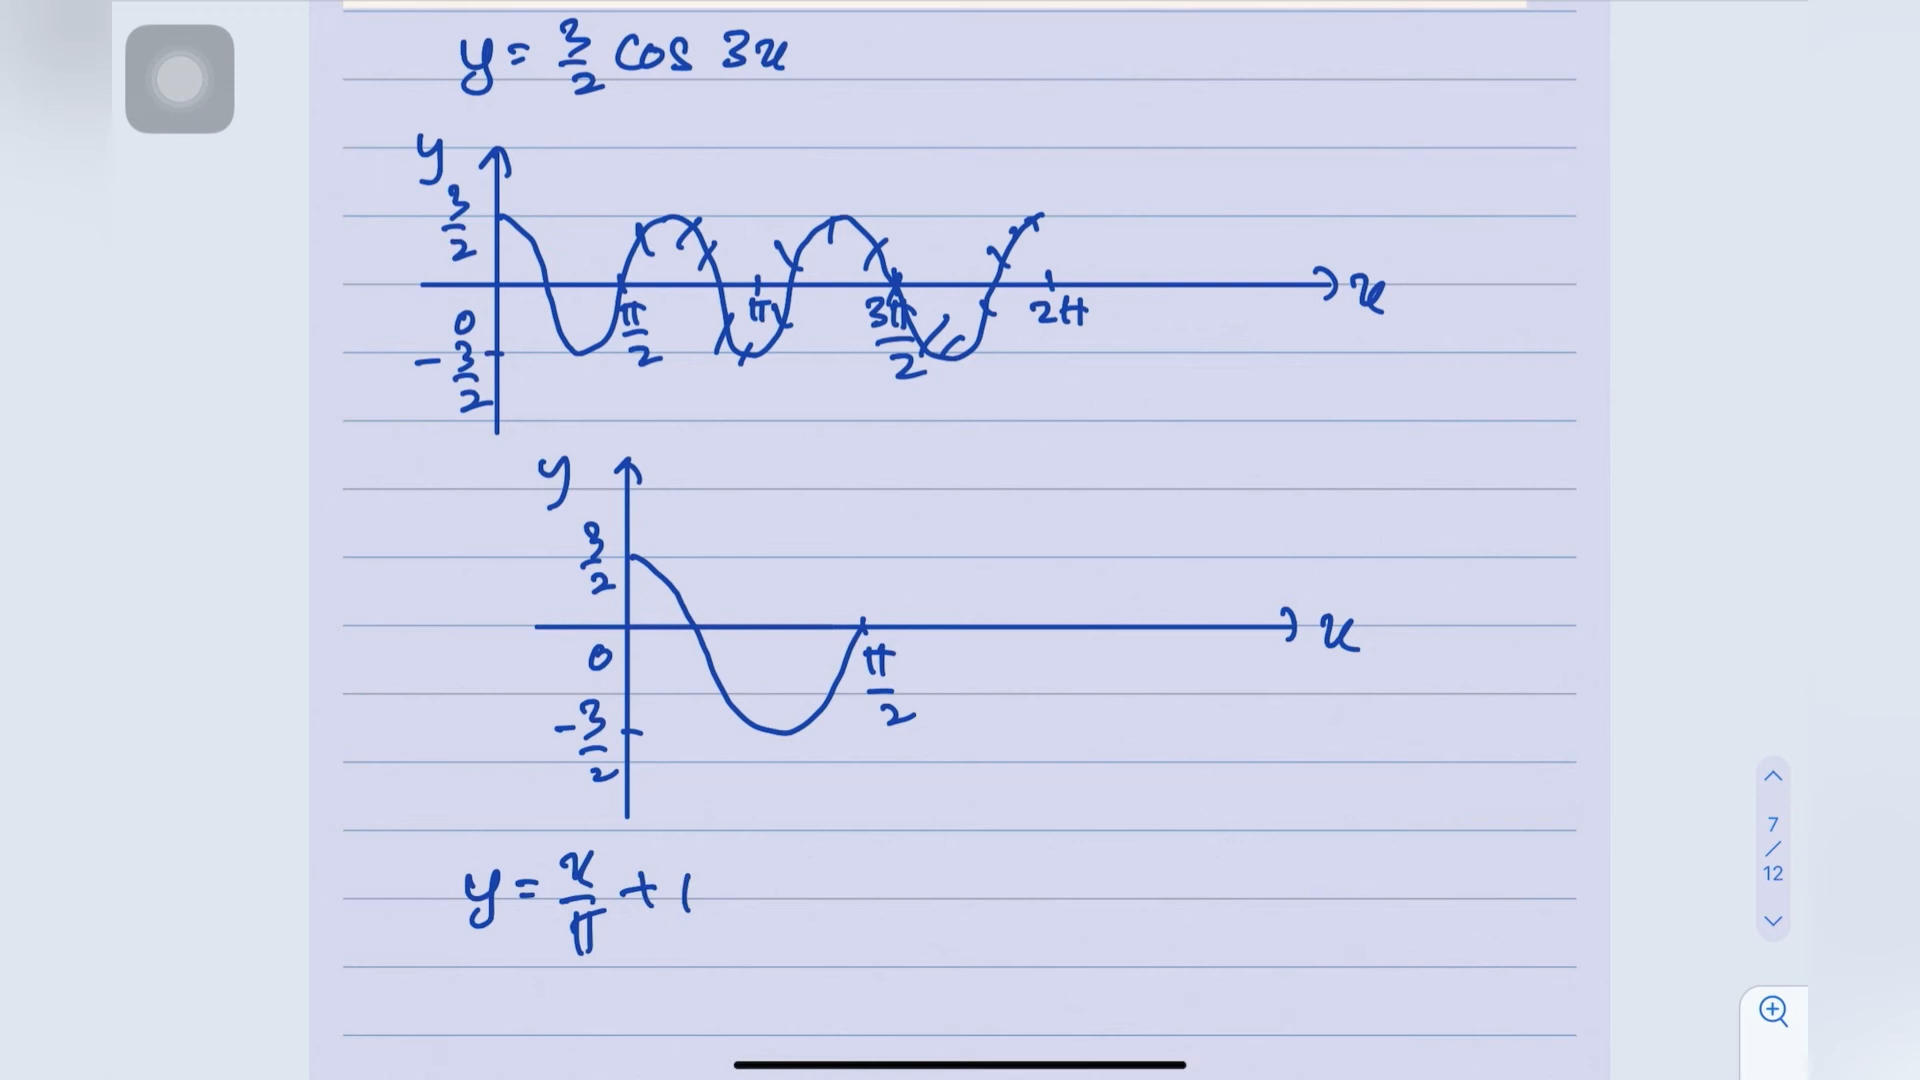 y = 3/2 cos 3x
y
3/2
x
0
π/2
π
3π/2
2π
-3/2
y
3/2
x
0
π/2
-3/2
y = x/π + 1
7
/
12